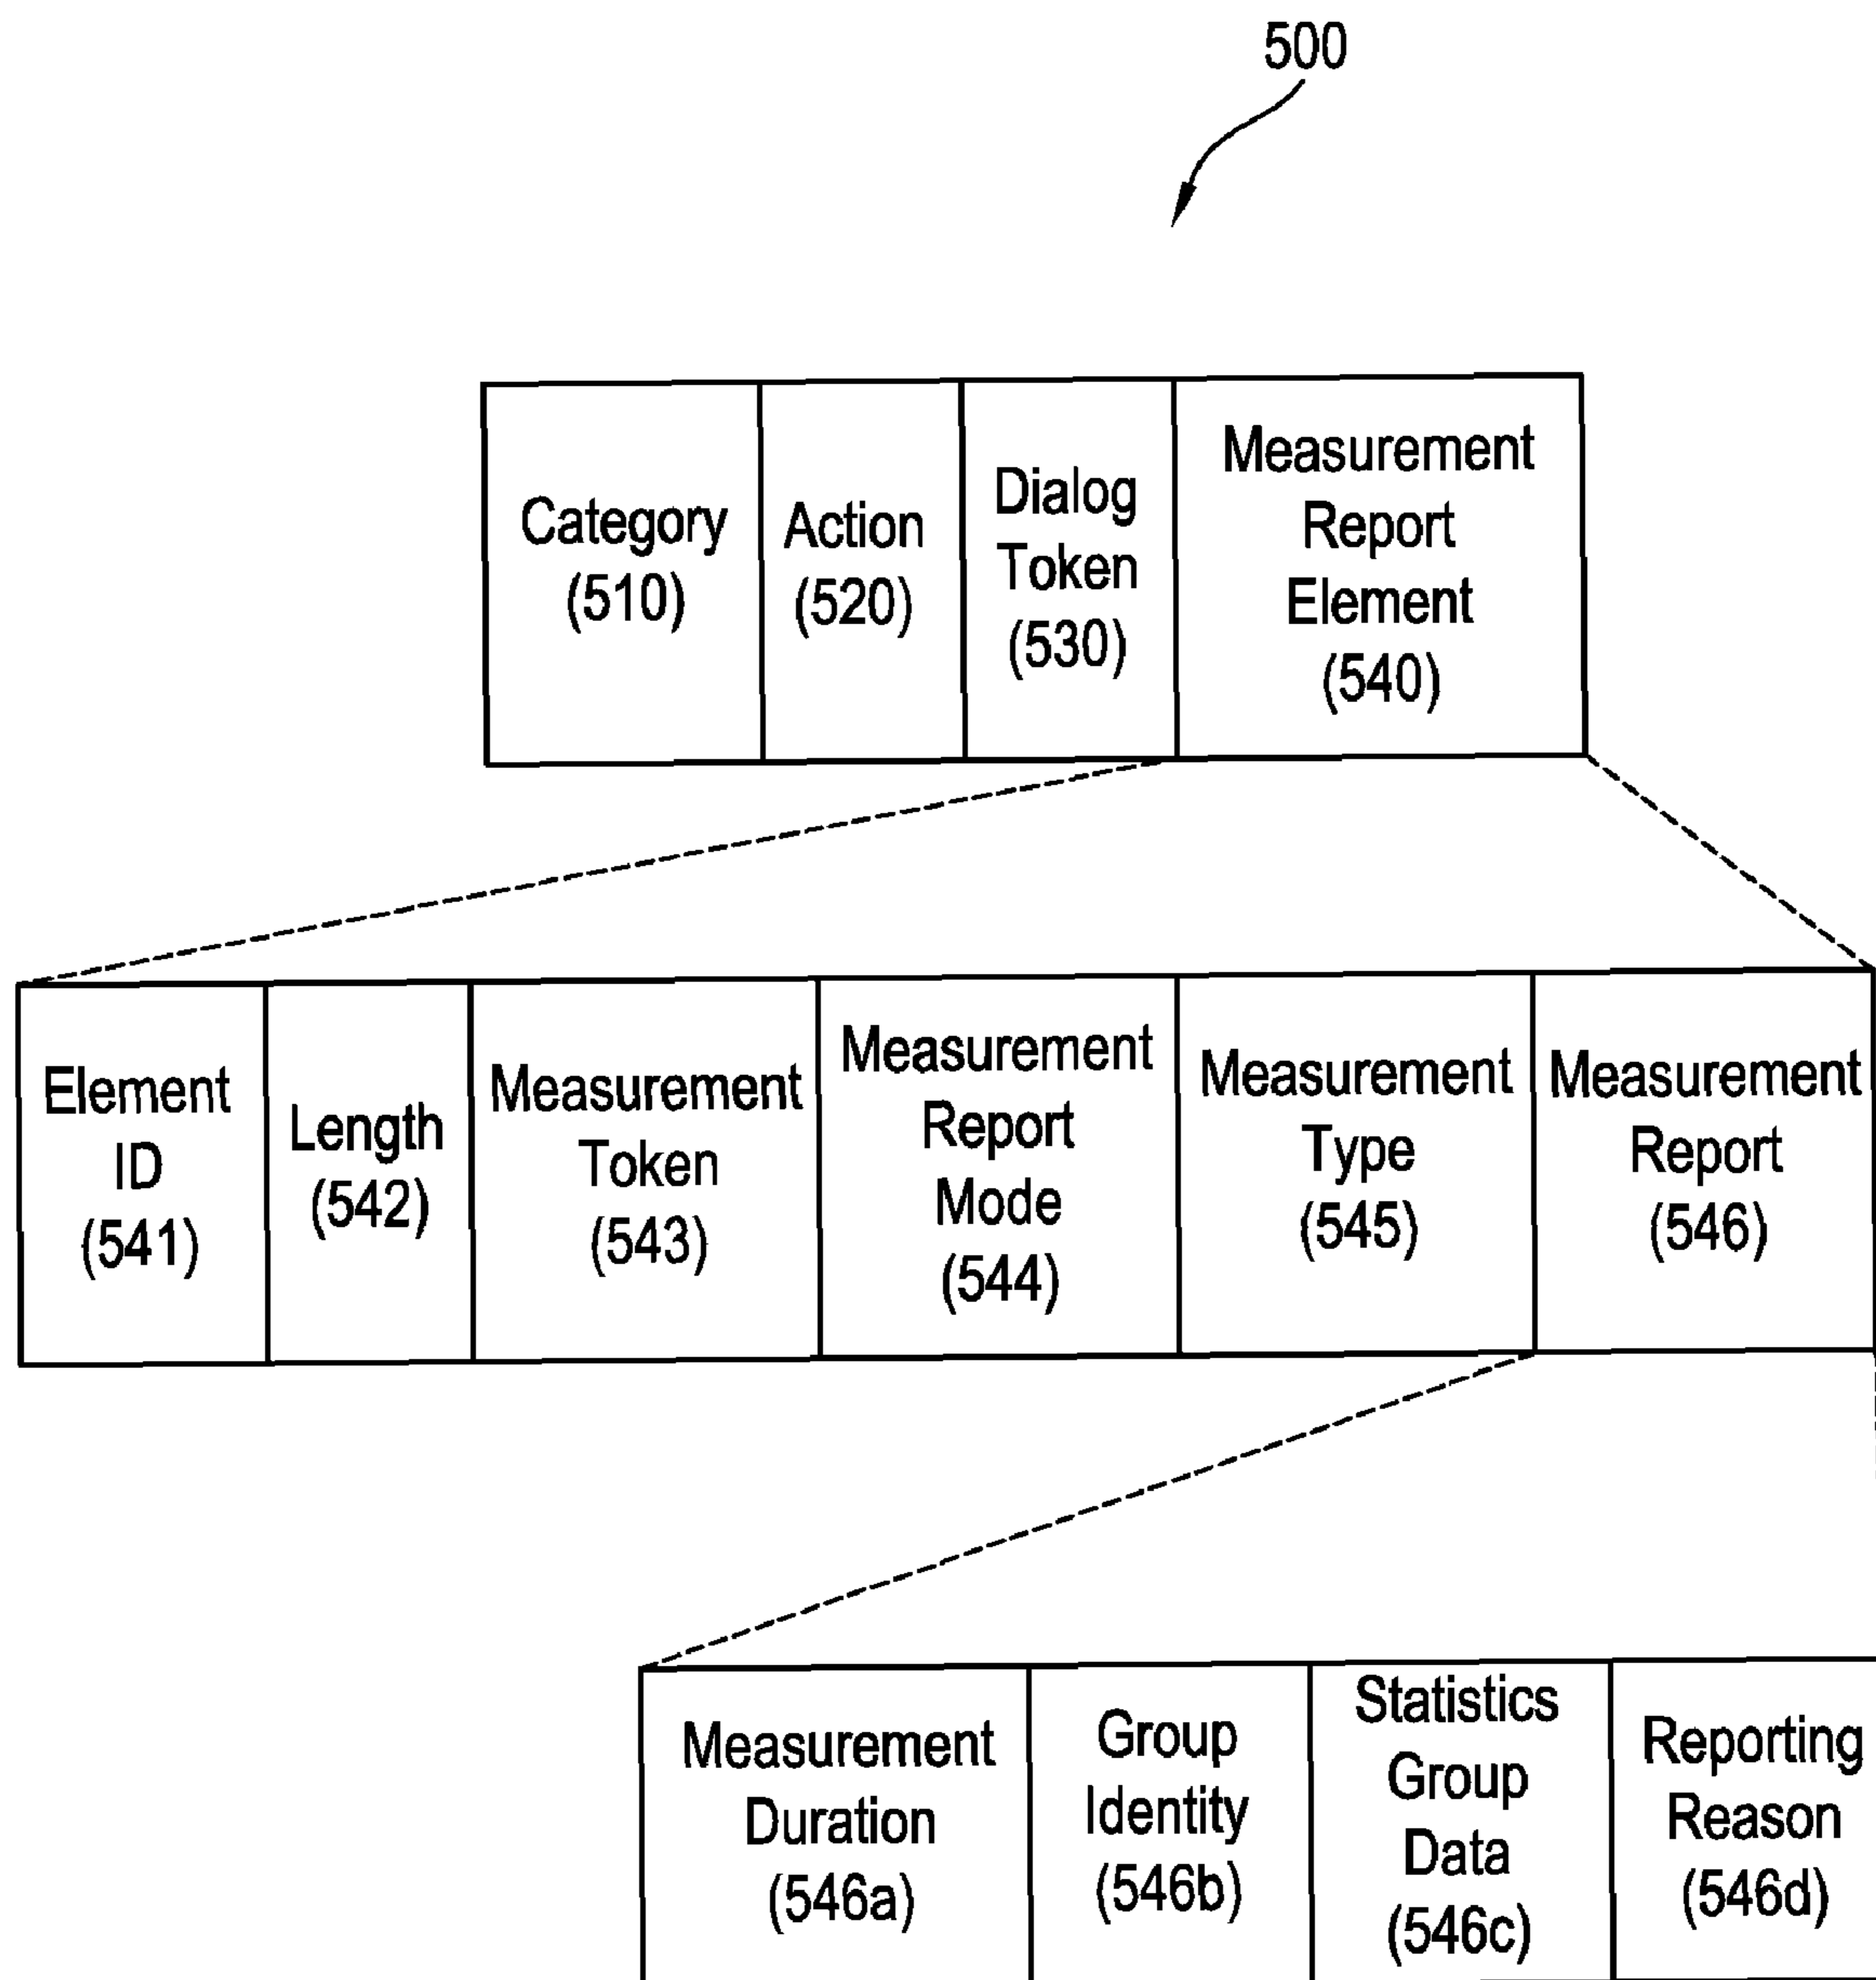 500
Category
(510)
Action
(520)
Dialog
Token
(530)
Measurement
Report
Element
(540)
Element
ID
(541)
Length
(542)
Measurement
Token
(543)
Measurement
Report
Mode
(544)
Measurement
Type
(545)
Measurement
Report
(546)
Measurement
Duration
(546a)
Group
Identity
(546b)
Statistics
Group
Data
(546c)
Reporting
Reason
(546d)